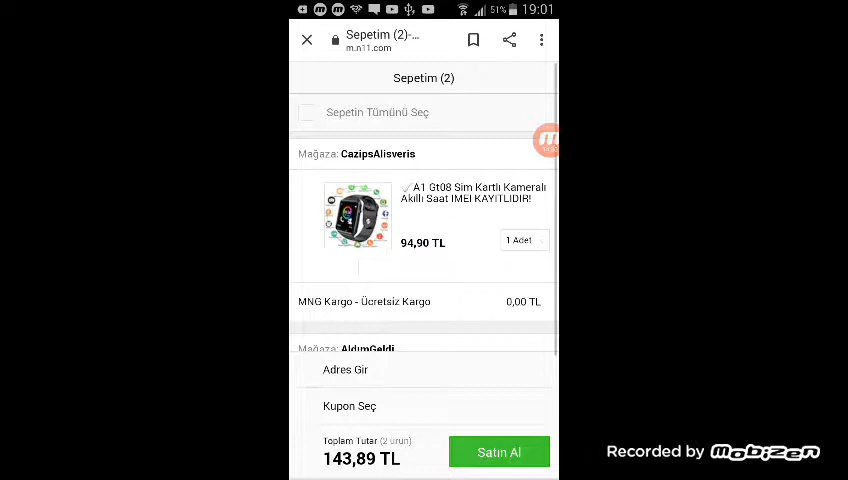 51% 19:01
Sepetim (2)-...
m.n11.com
Sepetim (2)
Sepetin Tümünü Seç
Mağaza: CazipsAlisveris
✓A1 Gt08 Sim Kartlı Kameralı
Akıllı Saat IMEI KAYITLIDIR!
94,90 TL
1 Adet
MNG Kargo - Ücretsiz Kargo
0,00 TL
Mağaza: AldımGeldi
Adres Gir
Kupon Seç
Toplam Tutar (2 ürün)
143,89 TL
Satın Al
Recorded by mobizen